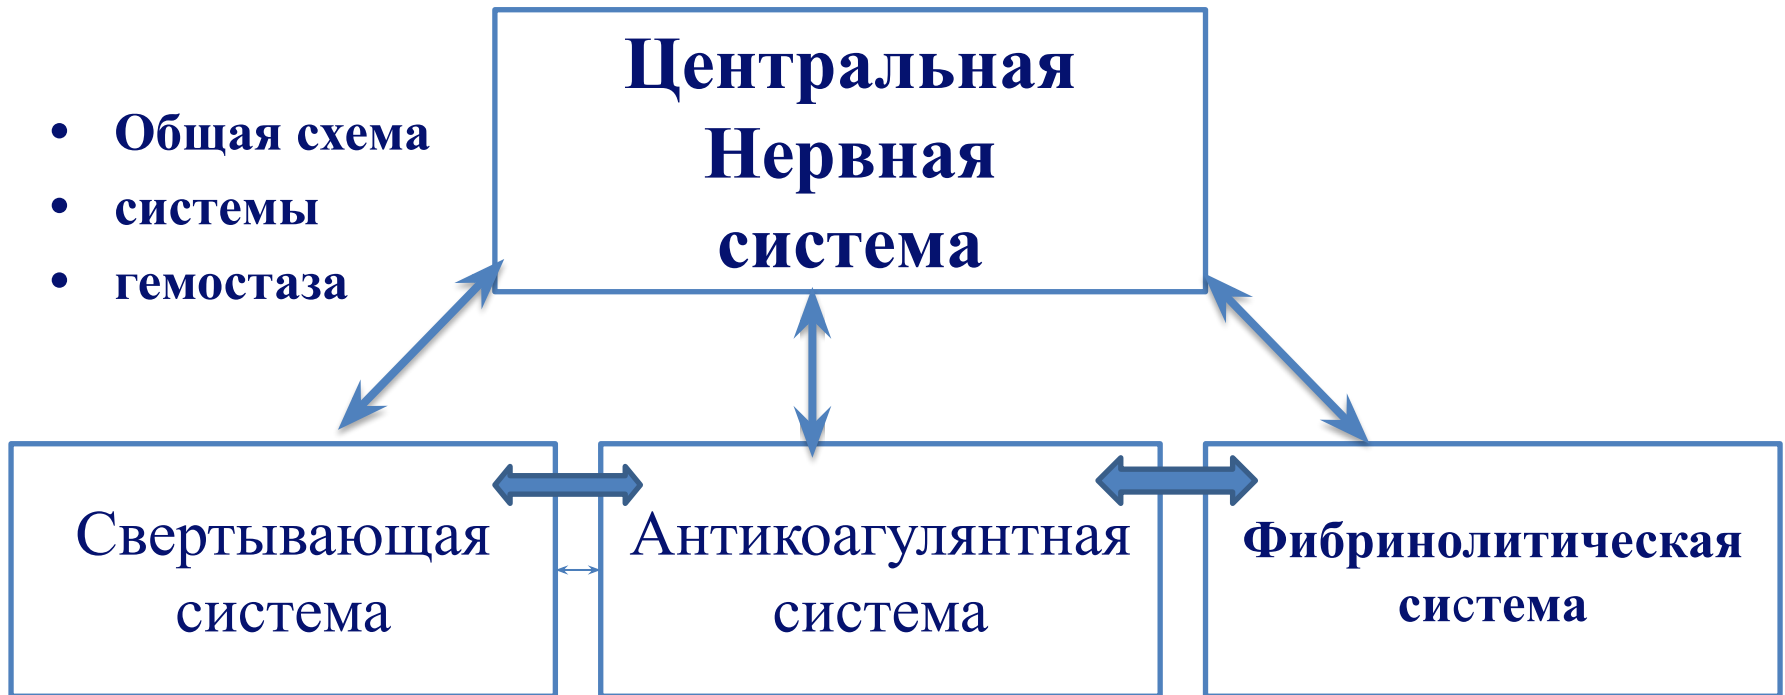 • Общая схема
• системы
• гемостаза
Центральная
Нервная
система
Свертывающая
система
Антикоагулянтная
система
Фибринолитическая
система